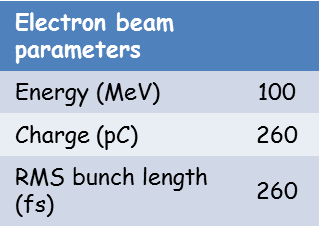 Electron beam
parameters
Energy (MeV) 100
Charge (pC) 260
RMS bunch length
(fs) 260